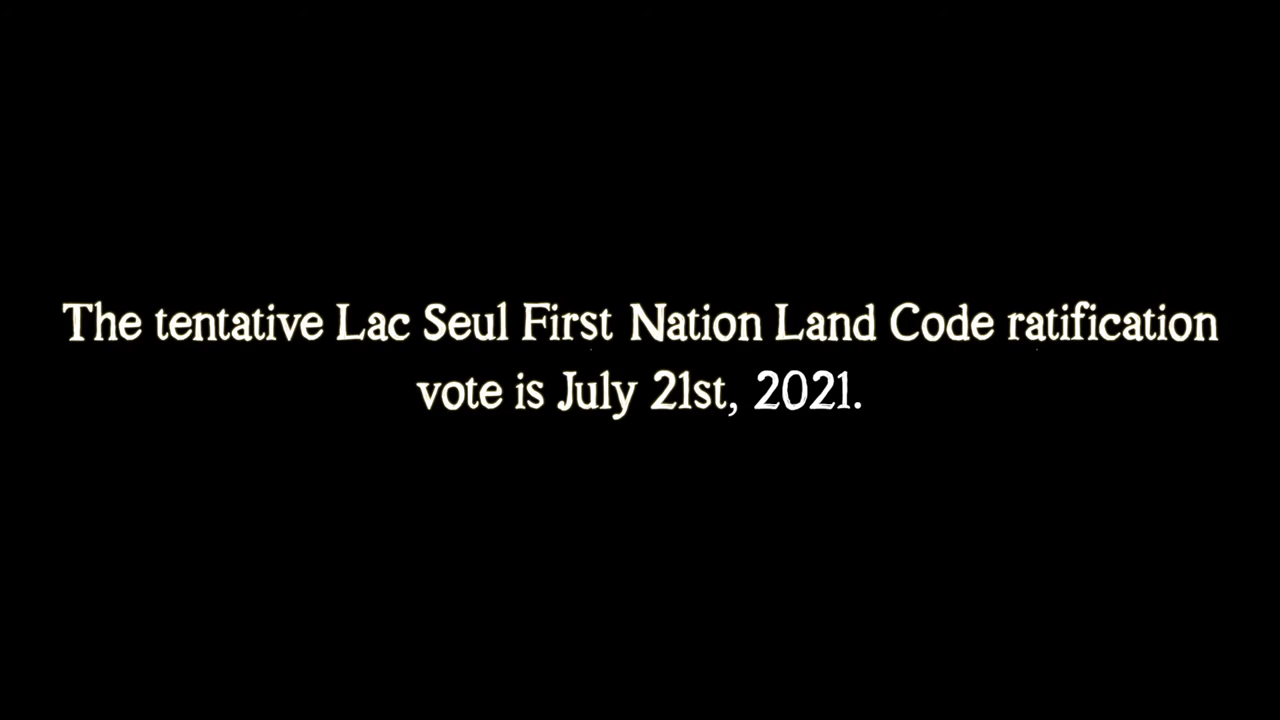 The tentative Lac Seul First Nation Land Code ratification
vote is July 21st, 2021.